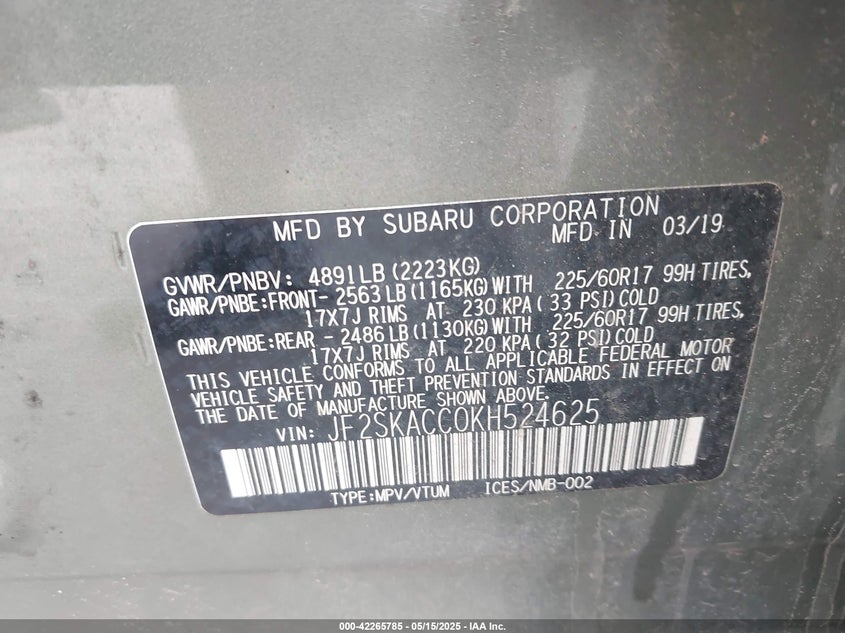 MFD BY SUBARU CORPORATION
MFD IN 03/19
GVWR/PNBV: 4891LB(2223KG)
GAWR/PNBE:FRONT- 2563LB(1165KG)WITH 225/60R17 99H TIRES,
17X7J RIMS AT 230 KPA( 33 PSI)COLD
GAWR/PNBE:REAR - 2486LB(1130KG)WITH 225/60R17 99H TIRES,
17X7J RIMS AT 220 KPA( 32 PSI)COLD
THIS VEHICLE CONFORMS TO ALL APPLICABLE FEDERAL MOTOR
VEHICLE SAFETY AND THEFT PREVENTION STANDARDS IN EFFECT ON
THE DATE OF MANUFACTURE SHOWN ABOVE.
VIN: JF2SKACC0KH524625
TYPE:MPV/VTUM ICES/NMB-002
000-42265785 - 05/15/2025 - IAA Inc.